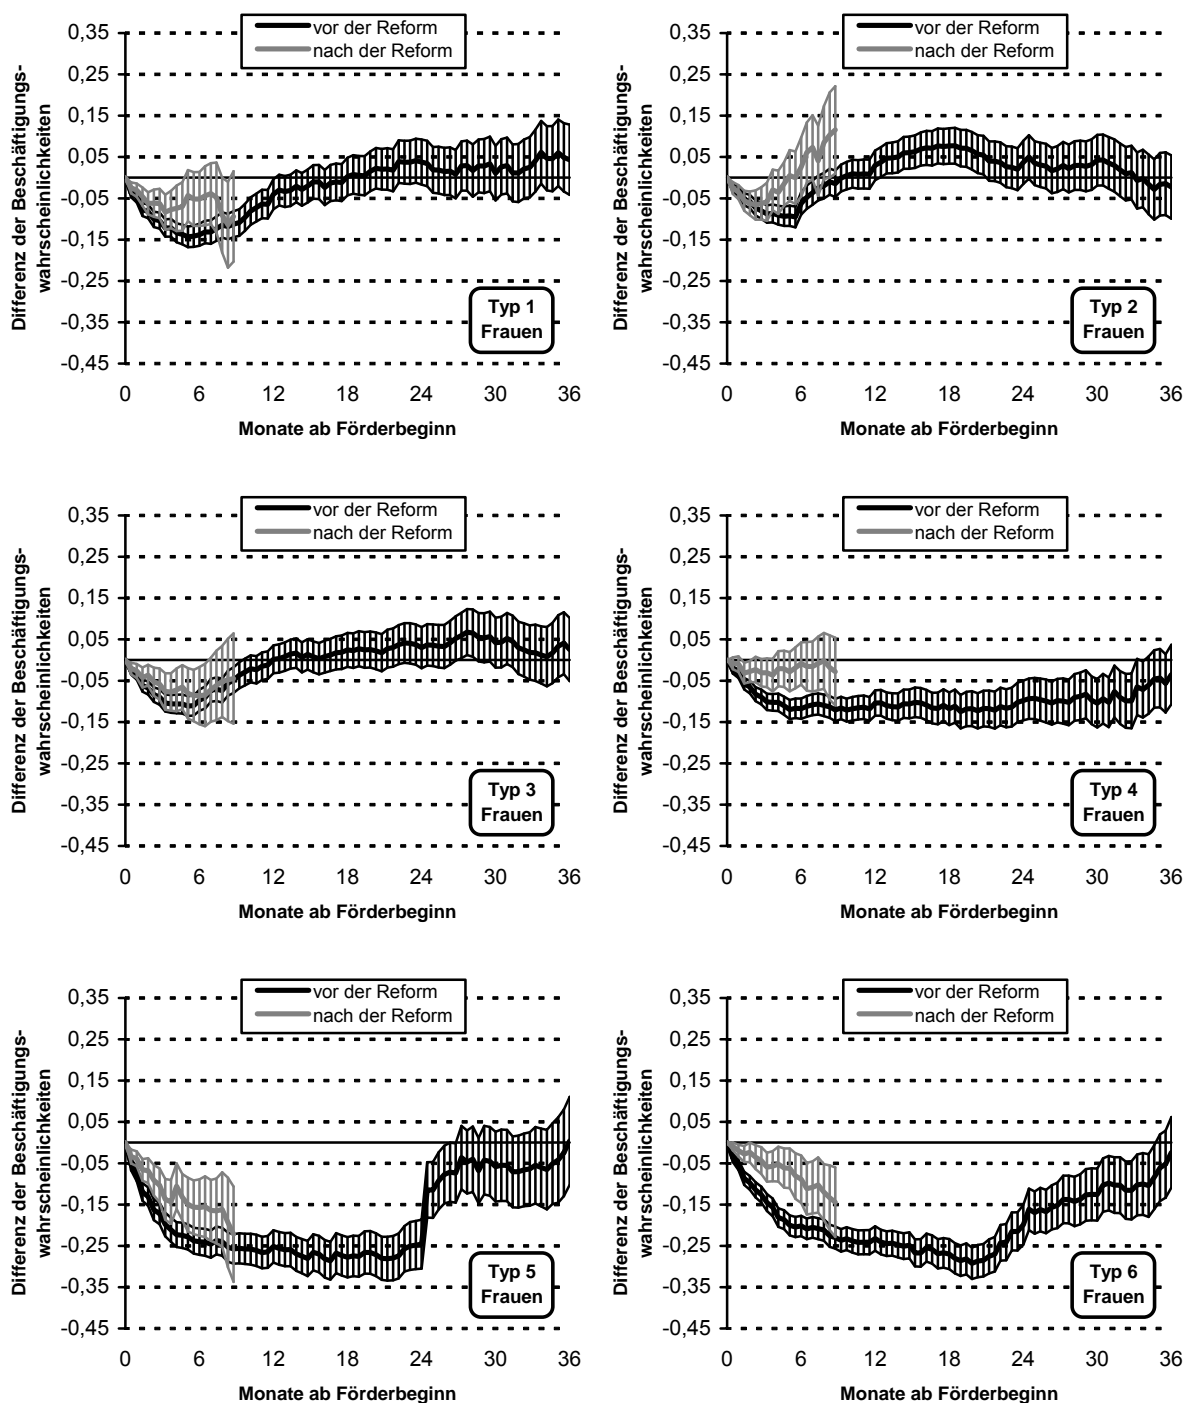 vor der Reform
nach der Reform
Differenz der Beschäftigungs-
wahrscheinlichkeiten
0,35
0,25
0,15
0,05
-0,05
-0,15
-0,25
-0,35
-0,45
Typ 1
Frauen
0 6 12 18 24 30 36
Monate ab Förderbeginn
vor der Reform
nach der Reform
Differenz der Beschäftigungs-
wahrscheinlichkeiten
0,35
0,25
0,15
0,05
-0,05
-0,15
-0,25
-0,35
-0,45
Typ 2
Frauen
0 6 12 18 24 30 36
Monate ab Förderbeginn
vor der Reform
nach der Reform
Differenz der Beschäftigungs-
wahrscheinlichkeiten
0,35
0,25
0,15
0,05
-0,05
-0,15
-0,25
-0,35
-0,45
Typ 3
Frauen
0 6 12 18 24 30 36
Monate ab Förderbeginn
vor der Reform
nach der Reform
Differenz der Beschäftigungs-
wahrscheinlichkeiten
0,35
0,25
0,15
0,05
-0,05
-0,15
-0,25
-0,35
-0,45
Typ 4
Frauen
0 6 12 18 24 30 36
Monate ab Förderbeginn
vor der Reform
nach der Reform
Differenz der Beschäftigungs-
wahrscheinlichkeiten
0,35
0,25
0,15
0,05
-0,05
-0,15
-0,25
-0,35
-0,45
Typ 5
Frauen
0 6 12 18 24 30 36
Monate ab Förderbeginn
vor der Reform
nach der Reform
Differenz der Beschäftigungs-
wahrscheinlichkeiten
0,35
0,25
0,15
0,05
-0,05
-0,15
-0,25
-0,35
-0,45
Typ 6
Frauen
0 6 12 18 24 30 36
Monate ab Förderbeginn